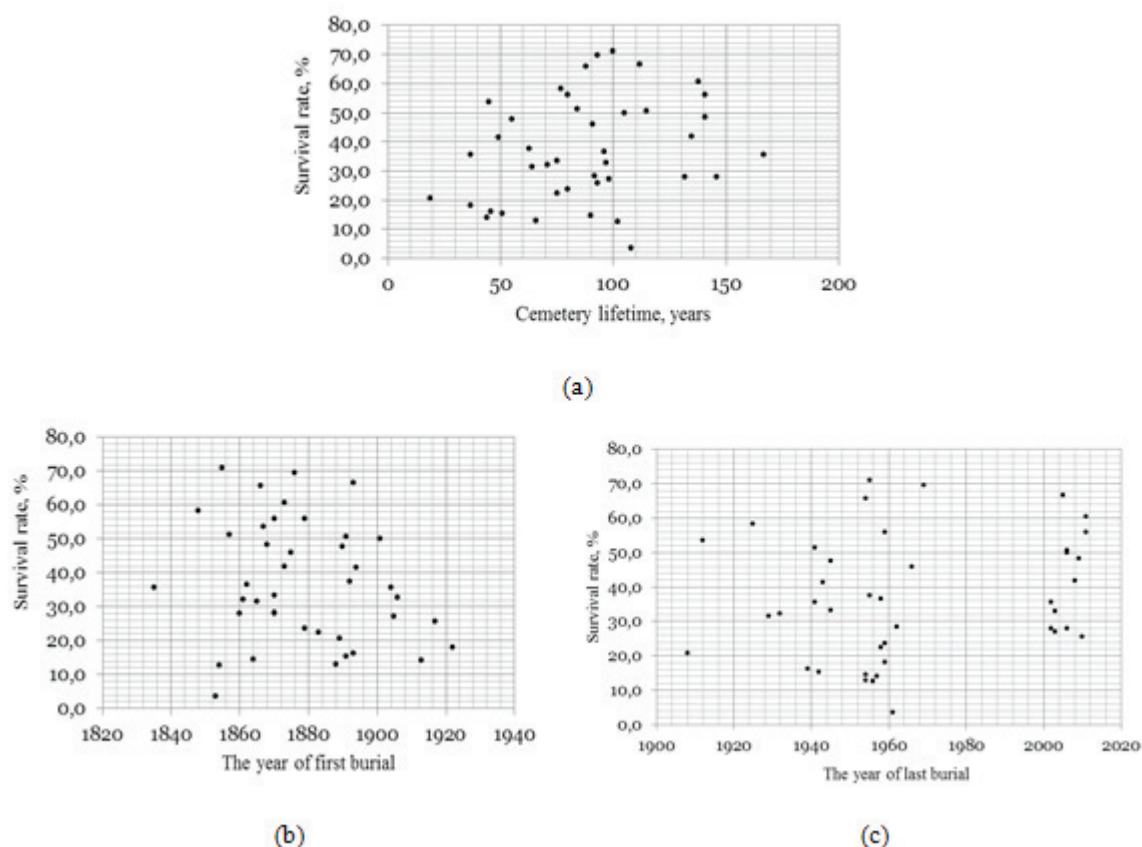 80,0
70,0
60,0
50,0
40,0
30,0
20,0
10,0
0,0
Survival rate, %
0 50 100 150 200
Cemetery lifetime, years
(a)
80,0
70,0
60,0
50,0
40,0
30,0
20,0
10,0
0,0
Survival rate, %
1820 1840 1860 1880 1900 1920 1940
The year of first burial
(b)
80,0
70,0
60,0
50,0
40,0
30,0
20,0
10,0
0,0
Survival rate, %
1900 1920 1940 1960 1980 2000 2020
The year of last burial
(c)